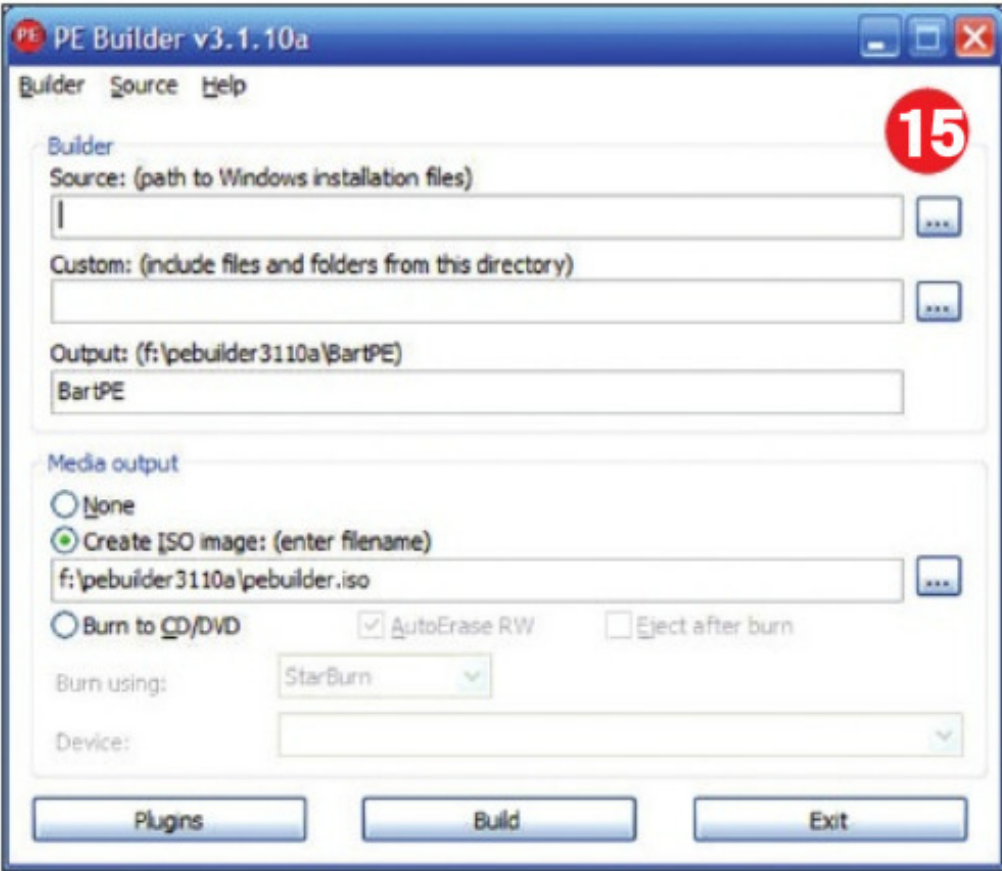 PE PE Builder v3.1.10a
Builder Source Help
15
Builder
Source: (path to Windows installation files)
...
Custom: (include files and folders from this directory)
...
Output: (f:\pebuilder3110a\BartPE)
BartPE
Media output
None
Create ISO image: (enter filename)
f:\pebuilder3110a\pebuilder.iso
...
Burn to CD/DVD AutoErase RW Eject after burn
Burn using: StarBurn
Device:
Plugins Build Exit